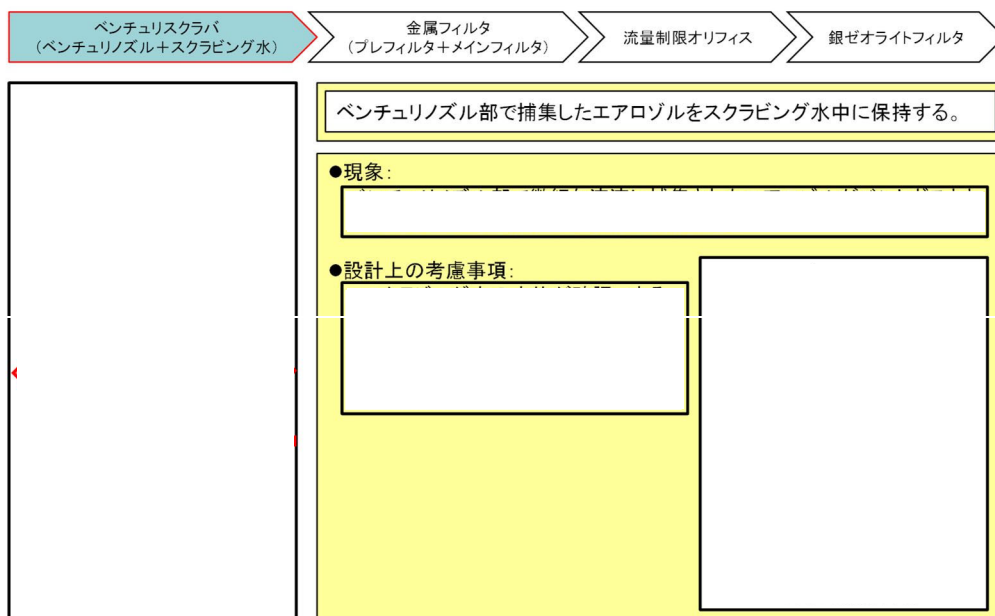 ベンチュリスクラバ
（ベンチュリノズル＋スクラビング水）
金属フィルタ
（プレフィルタ＋メインフィルタ）
流量制限オリフィス
銀ゼオライトフィルタ
ベンチュリノズル部で捕集したエアロゾルをスクラビング水中に保持する。
●現象：
●設計上の考慮事項：